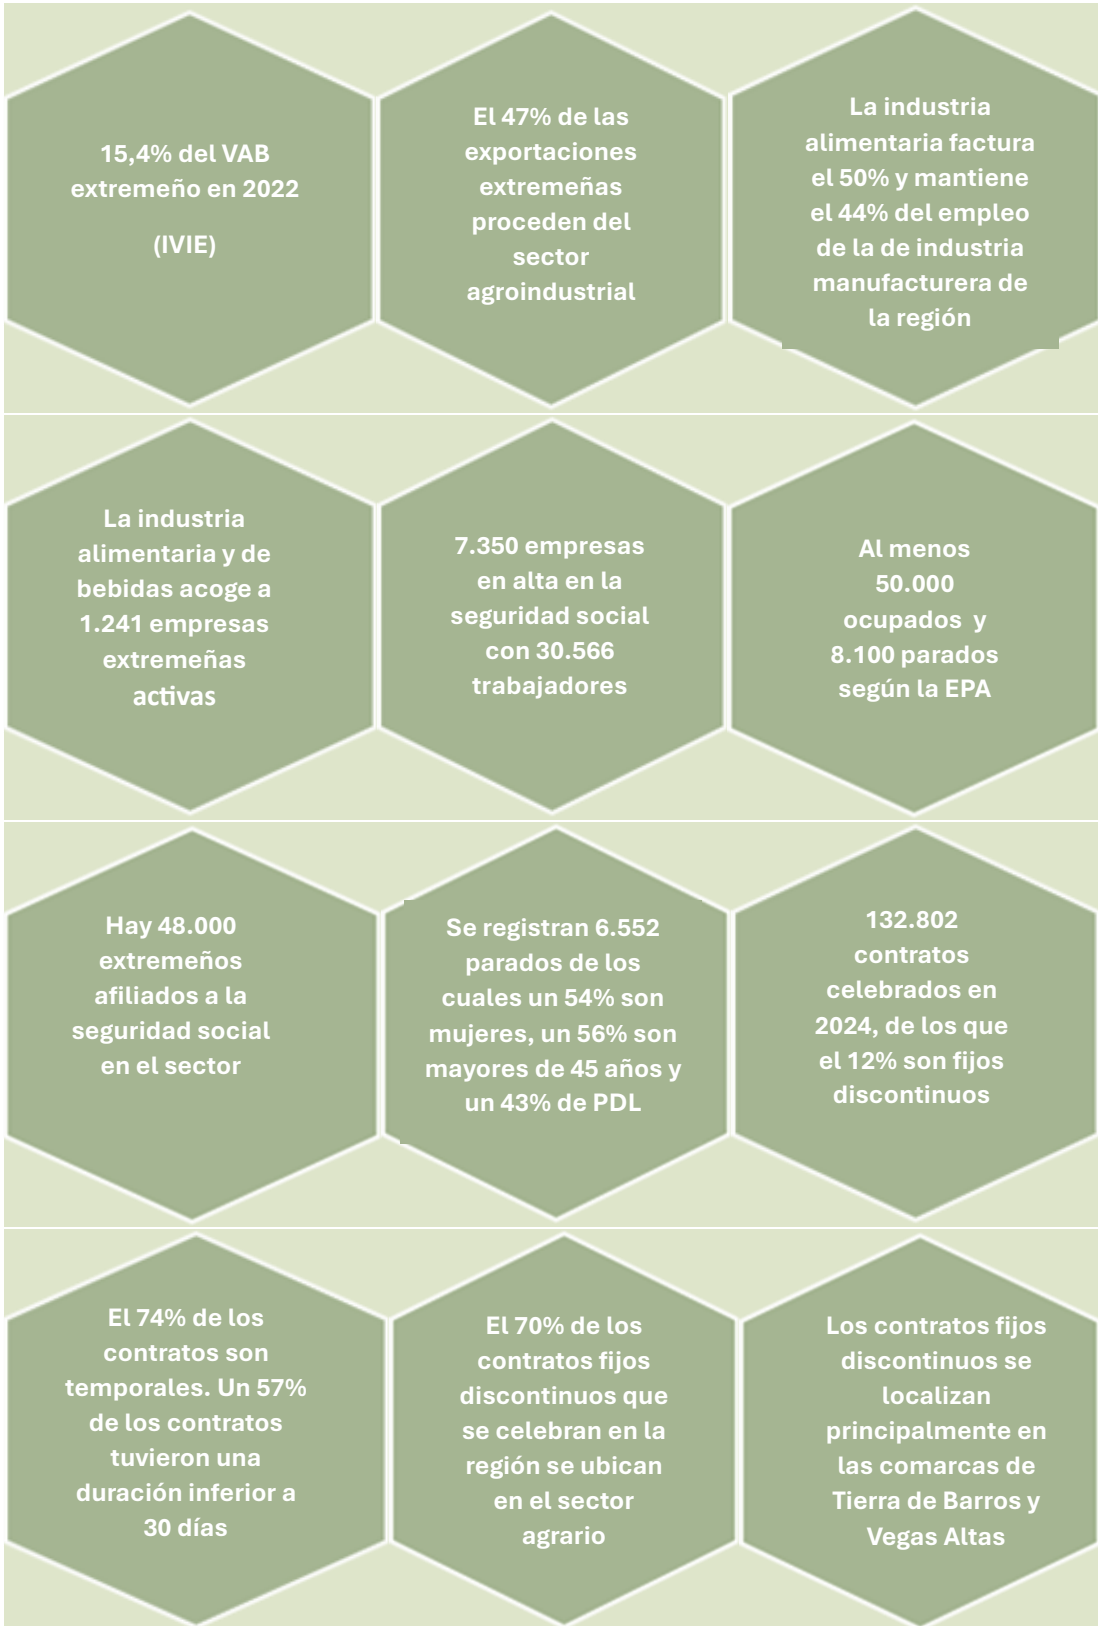 15,4% del VAB
extremeño en 2022
(IVIE)
El 47% de las
exportaciones
extremeñas
proceden del
sector
agroindustrial
La industria
alimentaria factura
el 50% y mantiene
el 44% del empleo
de la de industria
manufacturera de
la región
La industria
alimentaria y de
bebidas acoge a
1.241 empresas
extremeñas
activas
7.350 empresas
en alta en la
seguridad social
con 30.566
trabajadores
Al menos
50.000
ocupados y
8.100 parados
según la EPA
Hay 48.000
extremeños
afiliados a la
seguridad social
en el sector
Se registran 6.552
parados de los
cuales un 54% son
mujeres, un 56% son
mayores de 45 años y
un 43% de PDL
132.802
contratos
celebrados en
2024, de los que
el 12% son fijos
discontinuos
El 74% de los
contratos son
temporales. Un 57%
de los contratos
tuvieron una
duración inferior a
30 días
El 70% de los
contratos fijos
discontinuos que
se celebran en la
región se ubican
en el sector
agrario
Los contratos fijos
discontinuos se
localizan
principalmente en
las comarcas de
Tierra de Barros y
Vegas Altas